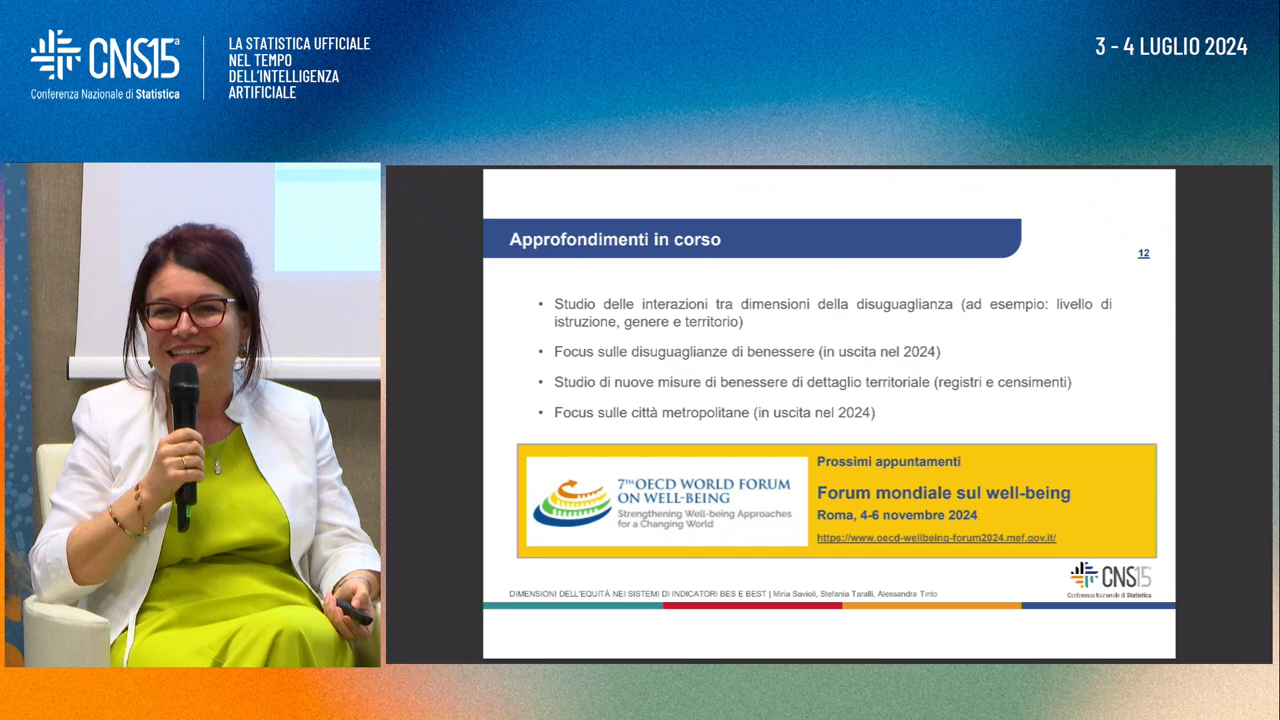 CNS15ª
Conferenza Nazionale di Statistica
LA STATISTICA UFFICIALE
NEL TEMPO
DELL'INTELLIGENZA
ARTIFICIALE
3 - 4 LUGLIO 2024
Approfondimenti in corso
12
• Studio delle interazioni tra dimensioni della disuguaglianza (ad esempio: livello di
istruzione, genere e territorio)
• Focus sulle disuguaglianze di benessere (in uscita nel 2024)
• Studio di nuove misure di benessere di dettaglio territoriale (registri e censimenti)
• Focus sulle città metropolitane (in uscita nel 2024)
7TH OECD WORLD FORUM
ON WELL-BEING
Strengthening Well-being Approaches
for a Changing World
Prossimi appuntamenti
Forum mondiale sul well-being
Roma, 4-6 novembre 2024
https://www.oecd-wellbeing-forum2024.mef.gov.it/
CNS15ª
Conferenza Nazionale di Statistica
DIMENSIONI DELL'EQUITÀ NEI SISTEMI DI INDICATORI BES E BEST | Miria Savioli, Stefania Taralli, Alessandra Tinto